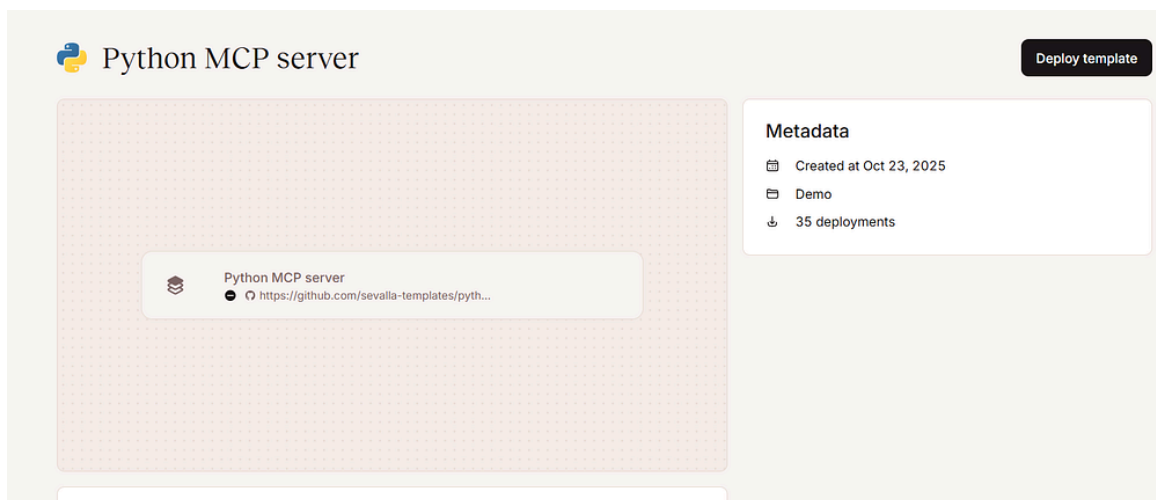 Python MCP server
Deploy template
Python MCP server
https://github.com/sevalla-templates/pyth...
Metadata
Created at Oct 23, 2025
Demo
35 deployments